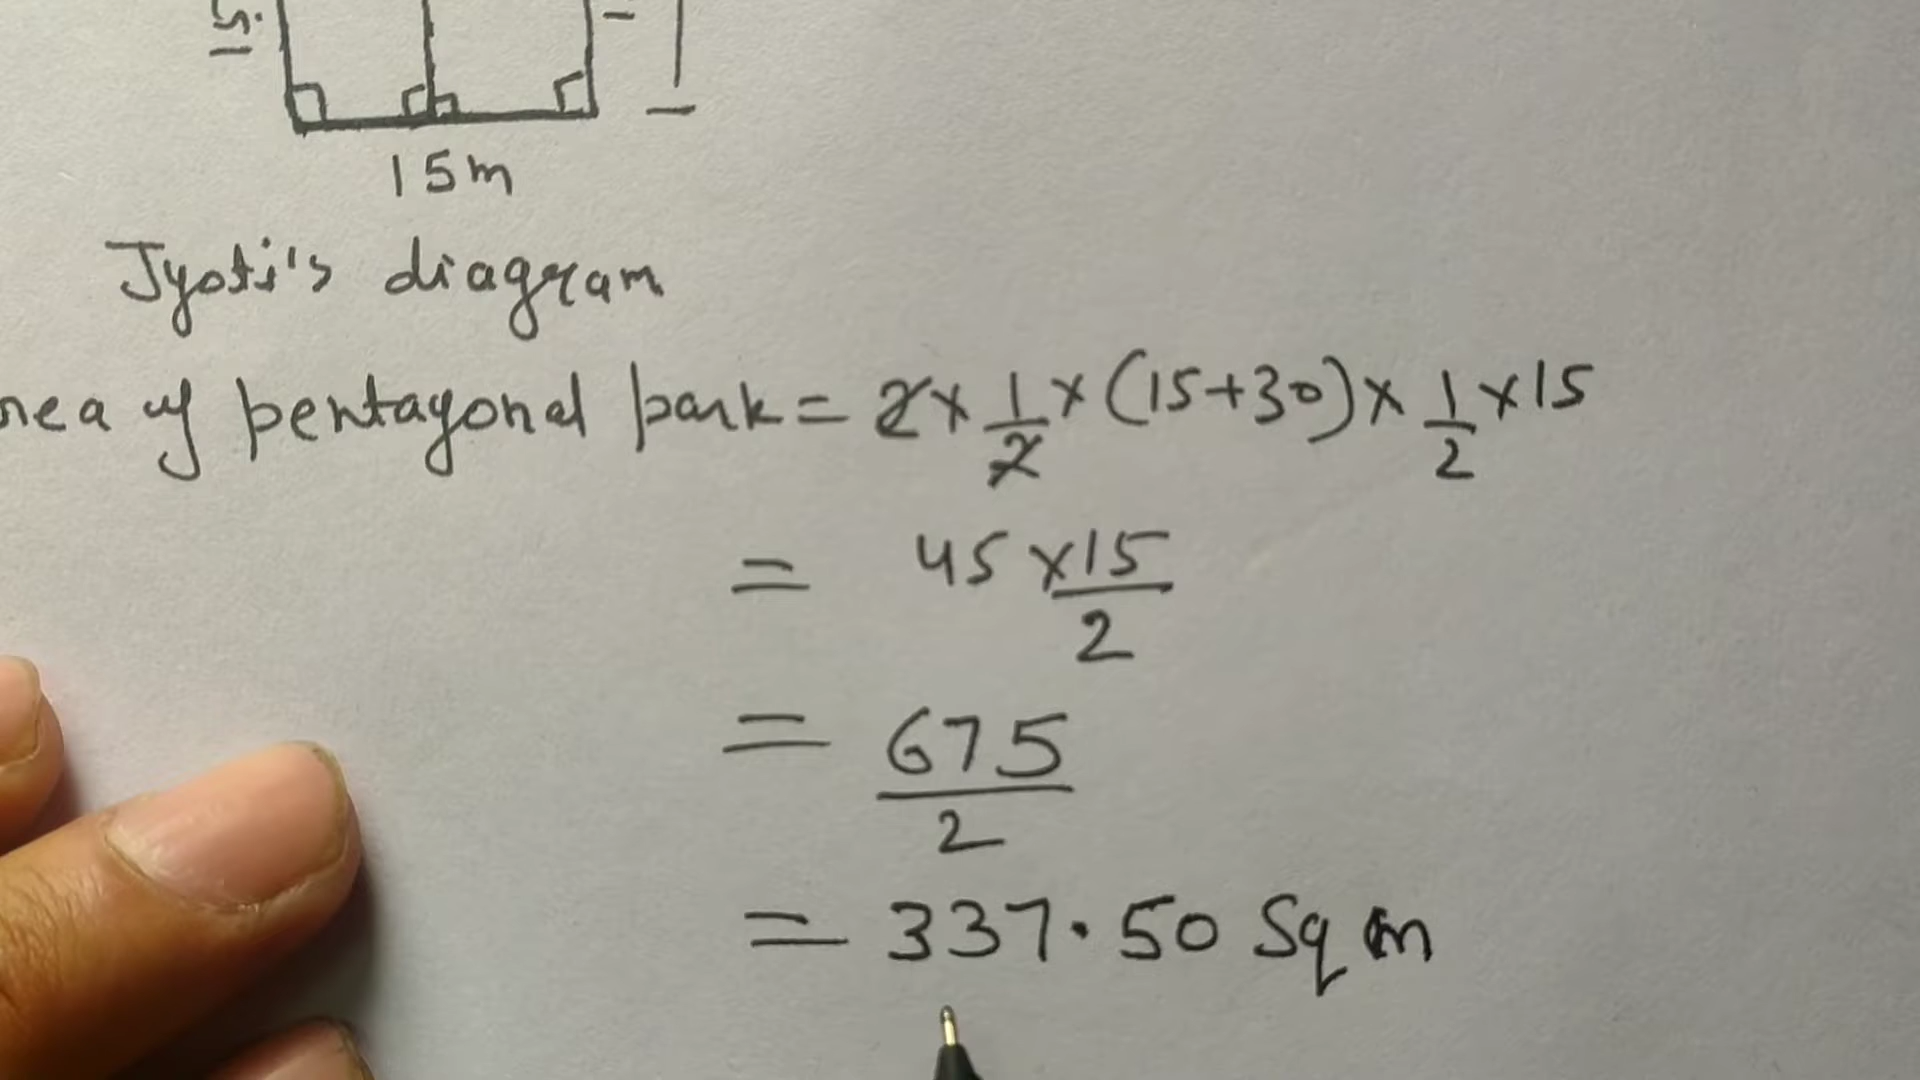 15m
Jyoti's diagram
of pentagonal park = 2 × 1/2 × (15+30) × 1/2 × 15
= 45 × 15/2
= 675/2
= 337.50 Sq m